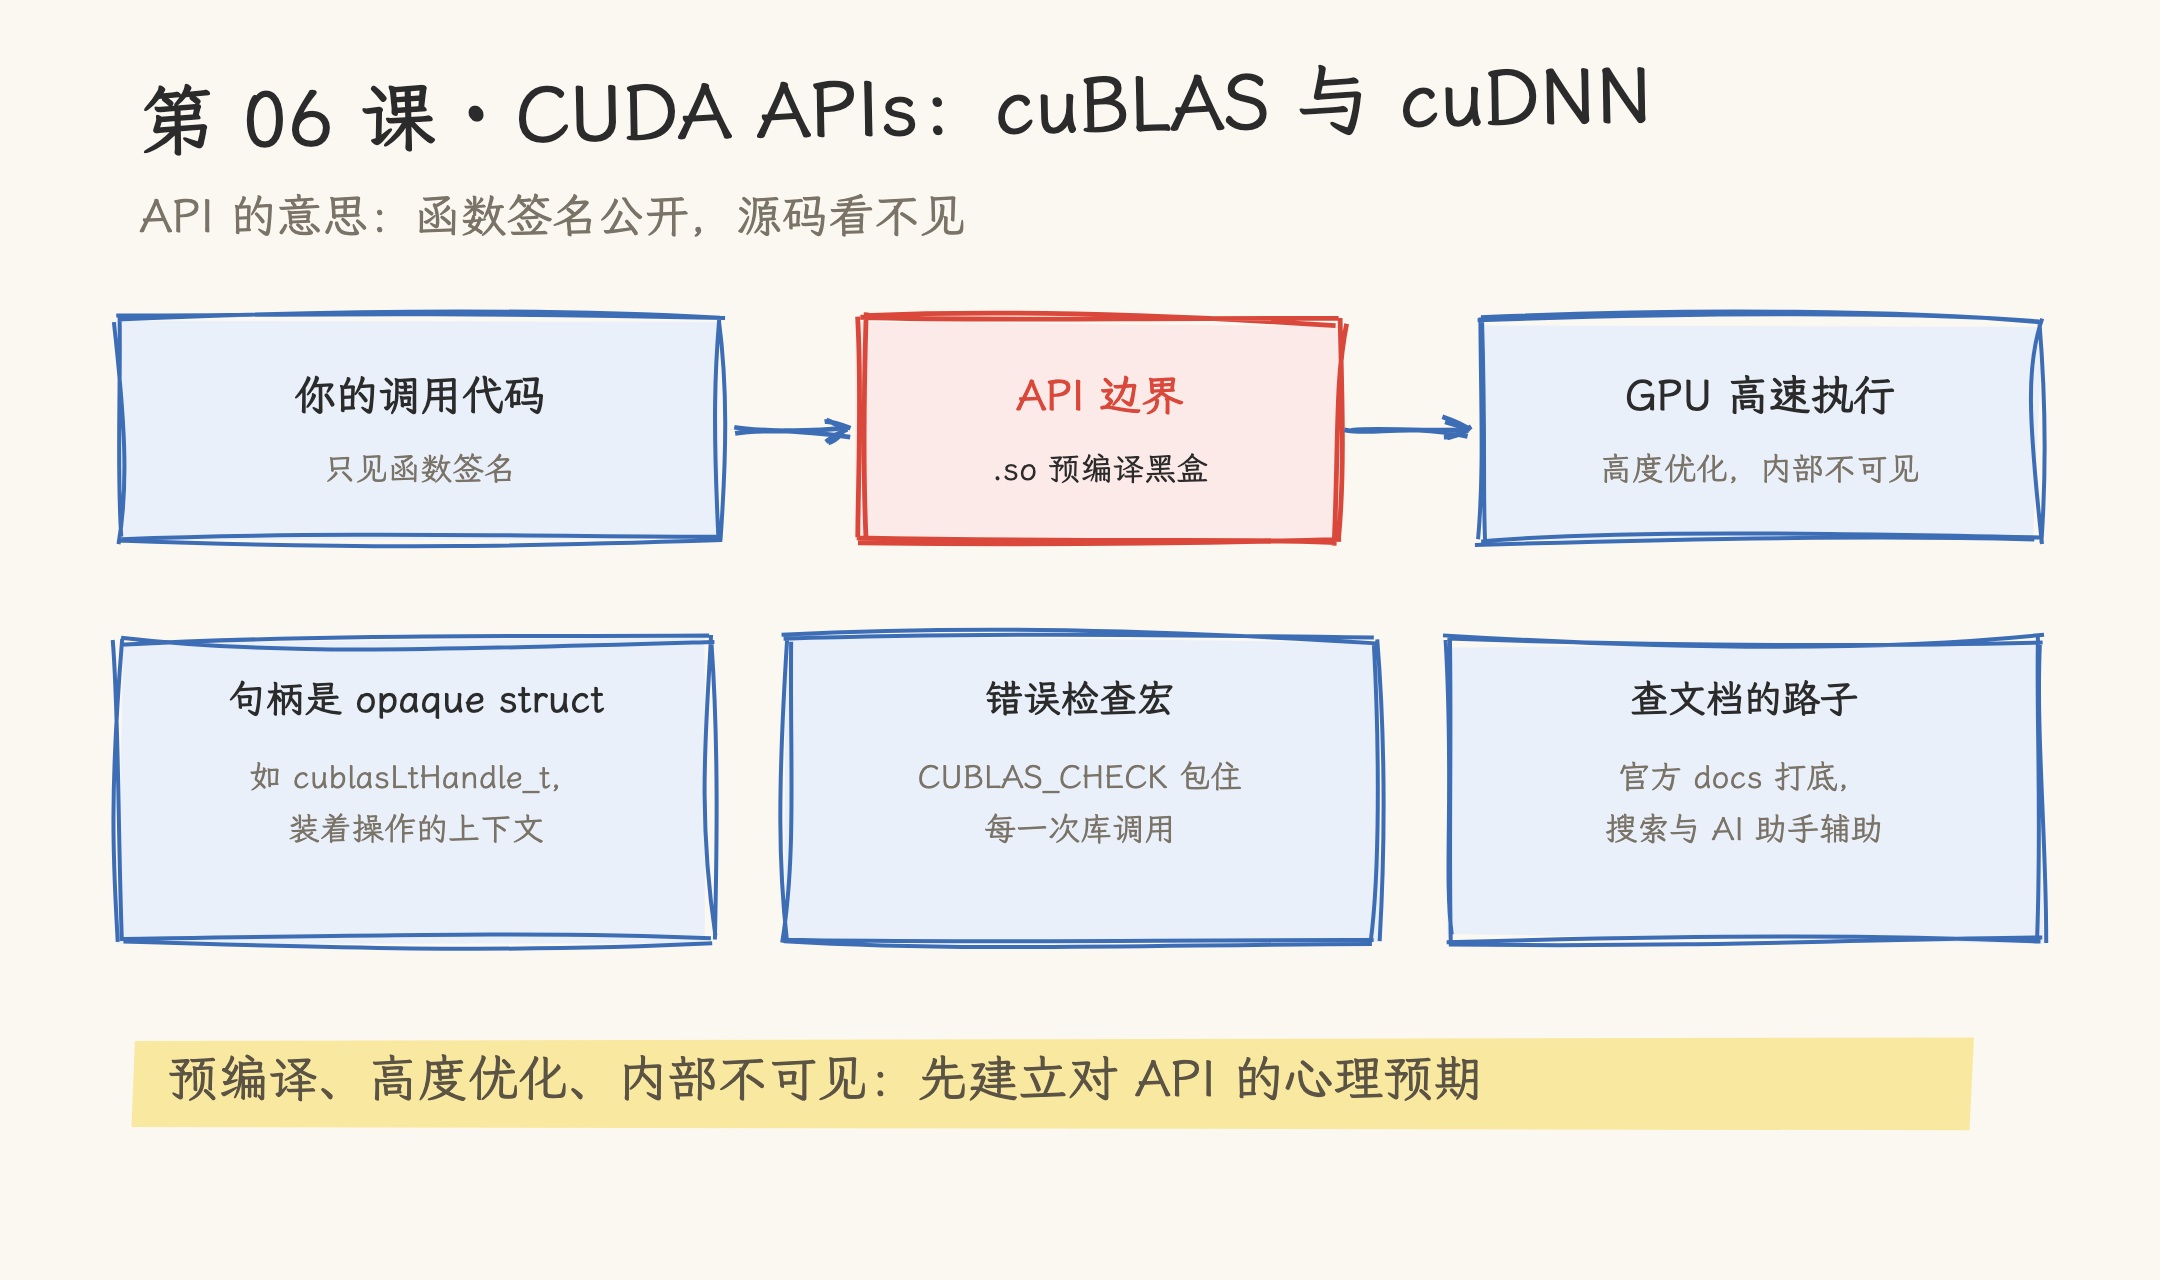 第 06 课·CUDA APIs：cuBLAS 与 cuDNN
API 的意思：函数签名公开，源码看不见
你的调用代码
只见函数签名
API 边界
.so 预编译黑盒
GPU 高速执行
高度优化，内部不可见
句柄是 opaque struct
如 cublasLtHandle_t,
装着操作的上下文
错误检查宏
CUBLAS_CHECK 包住
每一次库调用
查文档的路子
官方 docs 打底,
搜索与 AI 助手辅助
预编译、高度优化、内部不可见：先建立对 API 的心理预期